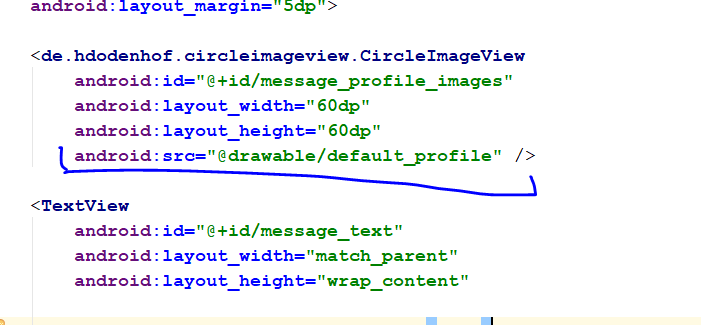 android:layout_margin="5dp">
<de.hdodenhof.circleimageview.CircleImageView
android:id="@+id/message_profile_images"
android:layout_width="60dp"
android:layout_height="60dp"
android:src="@drawable/default_profile" />
<TextView
android:id="@+id/message_text"
android:layout_width="match_parent"
android:layout_height="wrap_content"